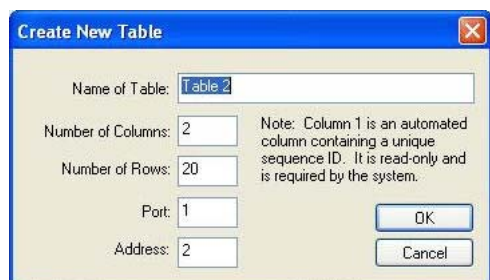 Create New Table
Name of Table: Table 2
Number of Columns: 2
Note: Column 1 is an automated
column containing a unique
sequence ID. It is read-only and
is required by the system.
Number of Rows: 20
Port: 1
OK
Address: 2
Cancel